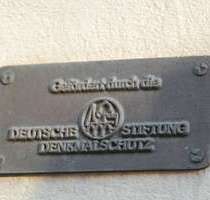 Gefördert durch die
DEUTSCHE STIFTUNG
DENKMALSCHUTZ